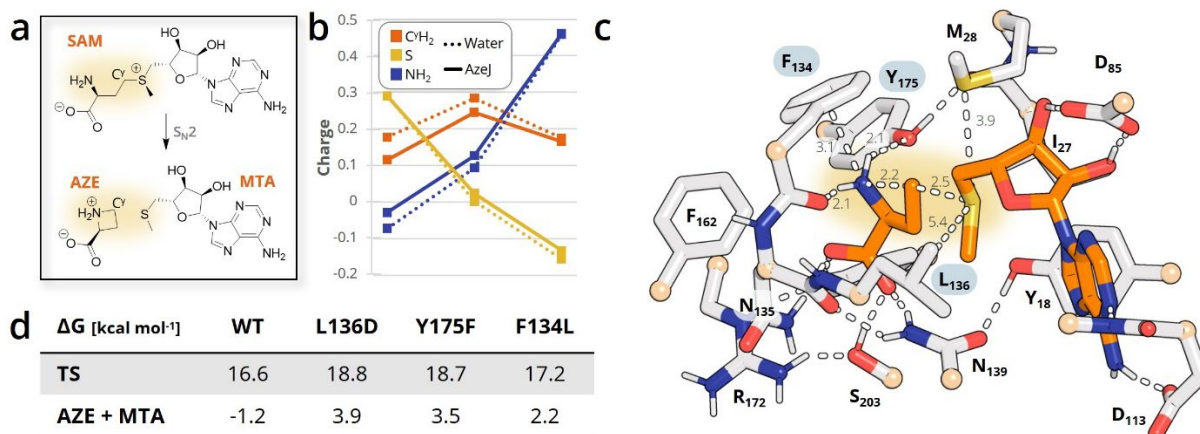 a
SAM
HO
OH
Cγ
H₂N
S
⊕
O
N
NH₂
⊖O
O
SN2
AZE
MTA
HO
OH
⊕
Cγ
HN
S
O
N
NH₂
⊖O
O
b
0.5
0.4
0.3
0.2
0.1
0
-0.1
-0.2
Charge
CγH₂
S
NH₂
Water
AzeJ
c
M28
F134
Y175
D85
3.9
I27
3.1
2.1
2.2
2.5
2.1
5.4
F162
L136
N135
Y18
N139
R172
S203
D113
d
ΔG [kcal mol⁻¹] WT L136D Y175F F134L
TS 16.6 18.8 18.7 17.2
AZE + MTA -1.2 3.9 3.5 2.2